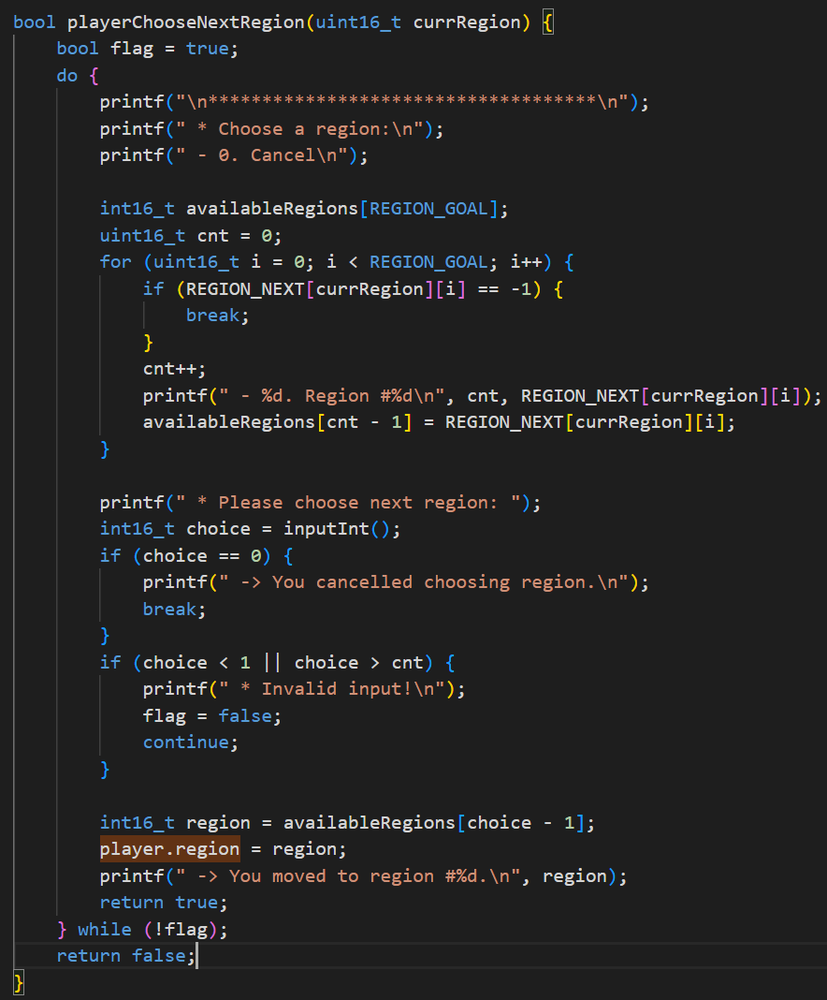 bool playerChooseNextRegion(uint16_t currRegion) {
    bool flag = true;
    do {
        printf("\n************************************\n");
        printf(" * Choose a region:\n");
        printf(" - 0. Cancel\n");

        int16_t availableRegions[REGION_GOAL];
        uint16_t cnt = 0;
        for (uint16_t i = 0; i < REGION_GOAL; i++) {
            if (REGION_NEXT[currRegion][i] == -1) {
                break;
            }
            cnt++;
            printf(" - %d. Region #%d\n", cnt, REGION_NEXT[currRegion][i]);
            availableRegions[cnt - 1] = REGION_NEXT[currRegion][i];
        }

        printf(" * Please choose next region: ");
        int16_t choice = inputInt();
        if (choice == 0) {
            printf(" -> You cancelled choosing region.\n");
            break;
        }
        if (choice < 1 || choice > cnt) {
            printf(" * Invalid input!\n");
            flag = false;
            continue;
        }

        int16_t region = availableRegions[choice - 1];
        player.region = region;
        printf(" -> You moved to region #%d.\n", region);
        return true;
    } while (!flag);
    return false;
}